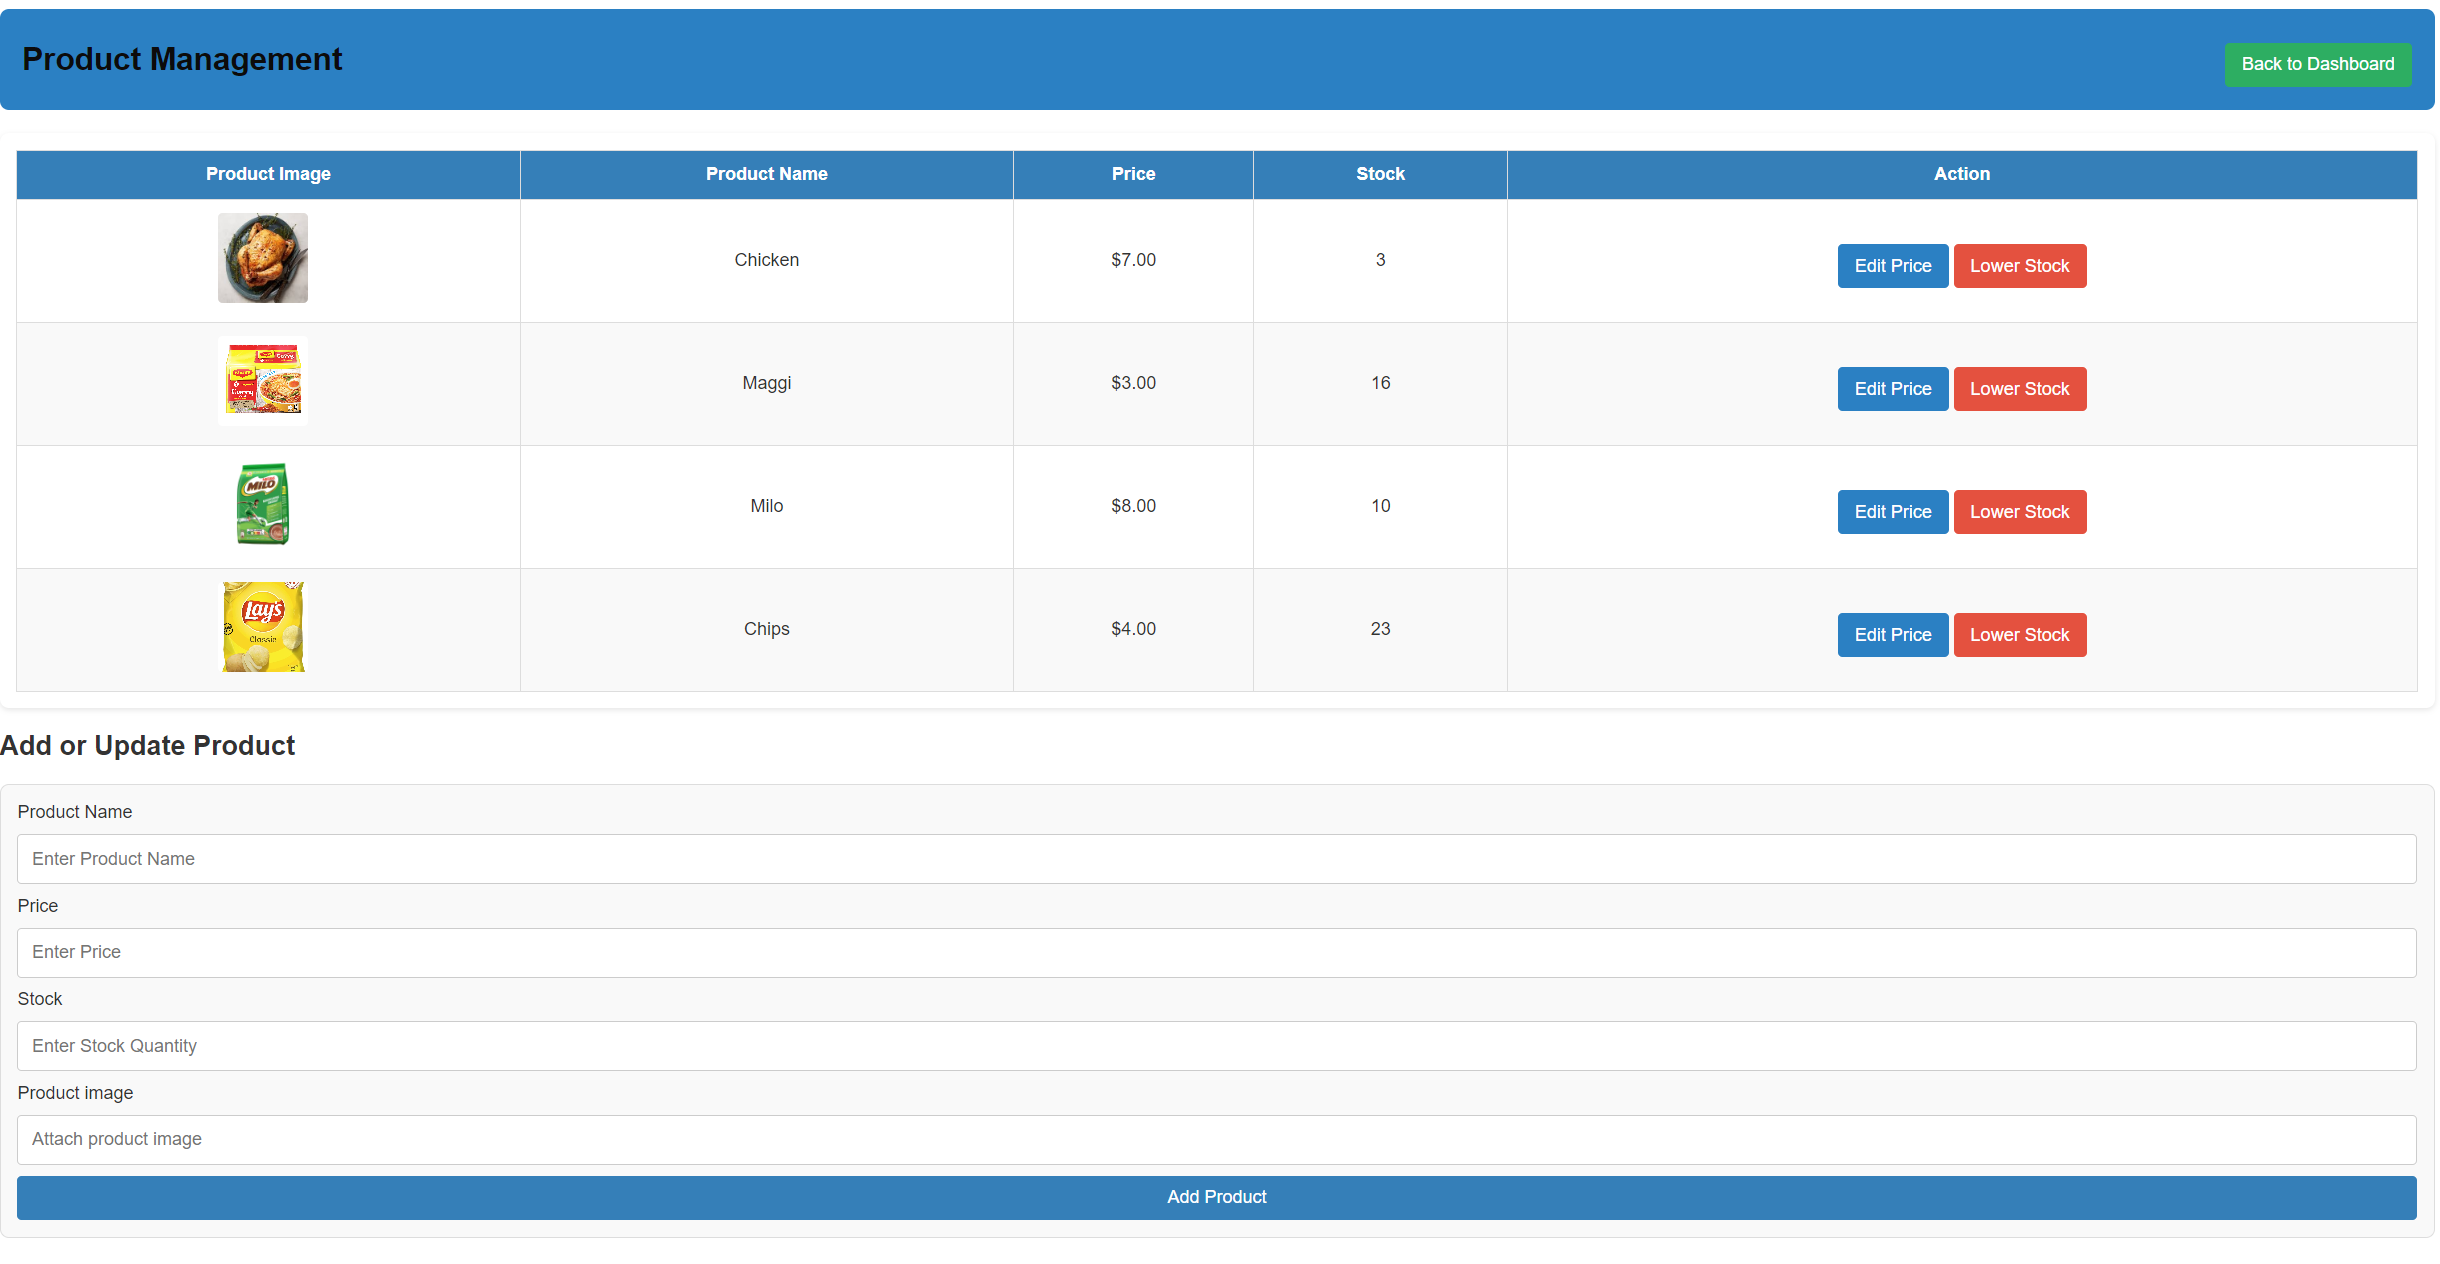 Product Management
Back to Dashboard
Product Image Product Name Price Stock Action
Chicken $7.00 3 Edit Price Lower Stock
MAGGI
Curry
Maggi $3.00 16 Edit Price Lower Stock
MILO
Milo $8.00 10 Edit Price Lower Stock
Lay's
Classic
Chips $4.00 23 Edit Price Lower Stock
Add or Update Product
Product Name
Enter Product Name
Price
Enter Price
Stock
Enter Stock Quantity
Product image
Attach product image
Add Product